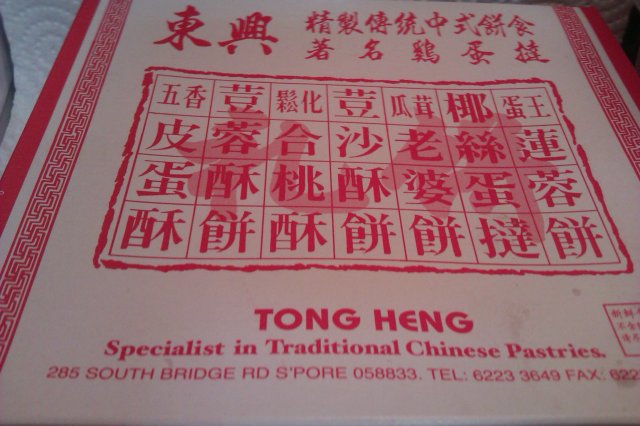 東興
精製傳統中式餅食
著名鷄蛋撻
五香 荳 鬆化 荳 瓜茸 椰 蛋王
皮 蓉 合 沙 老 絲 蓮
蛋 酥 桃 酥 婆 蛋 蓉
酥 餅 酥 餅 餅 撻 餅
TONG HENG
Specialist in Traditional Chinese Pastries.
285 SOUTH BRIDGE RD S'PORE 058833. TEL: 6223 3649 FAX: 622